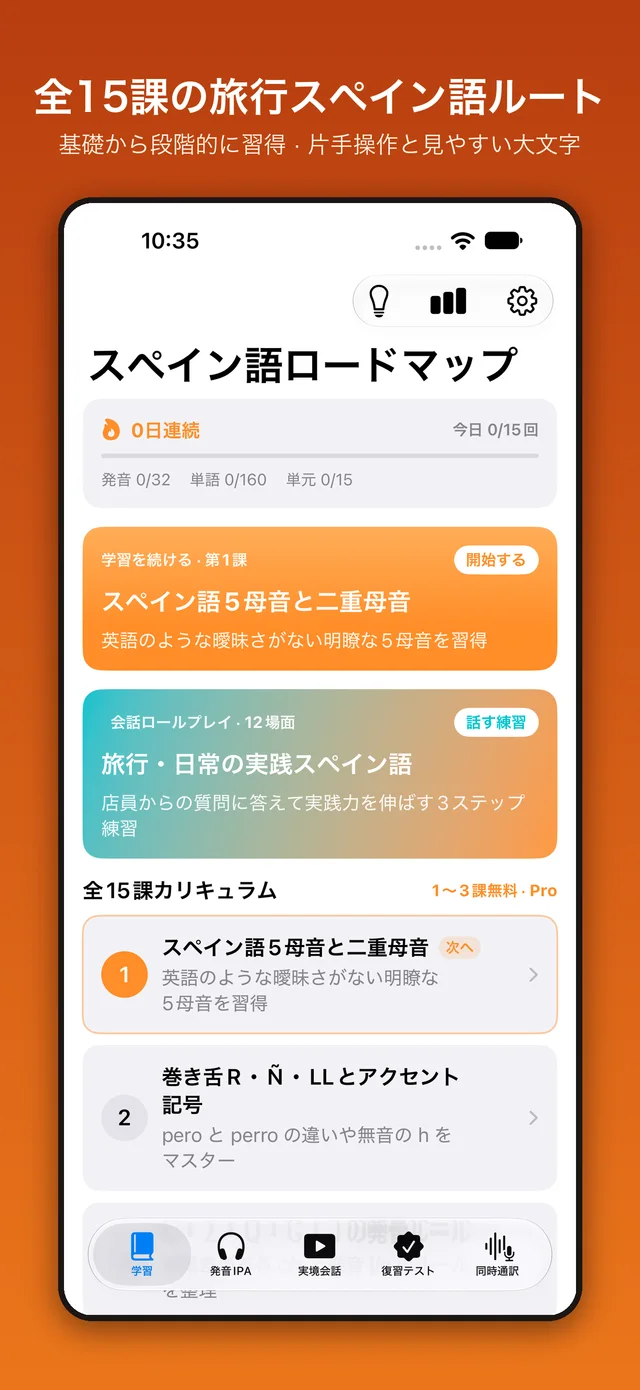 全15課の旅行スペイン語ルート
基礎から段階的に習得 · 片手操作と見やすい大文字
10:35
スペイン語ロードマップ
0日連続
今日 0/15回
発音 0/32 単語 0/160 単元 0/15
学習を続ける · 第1課
開始する
スペイン語5母音と二重母音
英語のような曖昧さがない明瞭な5母音を習得
会話ロールプレイ · 12場面
話す練習
旅行・日常の実践スペイン語
店員からの質問に答えて実践力を伸ばす3ステップ
練習
全15課カリキュラム
1〜3課無料 · Pro
1
スペイン語5母音と二重母音
次へ
英語のような曖昧さがない明瞭な
5母音を習得
2
巻き舌R・Ñ・LLとアクセント
記号
pero と perro の違いや無音の h を
マスター
の発音ルール
を整理
学習
発音IPA
実境会話
復習テスト
同時通訳